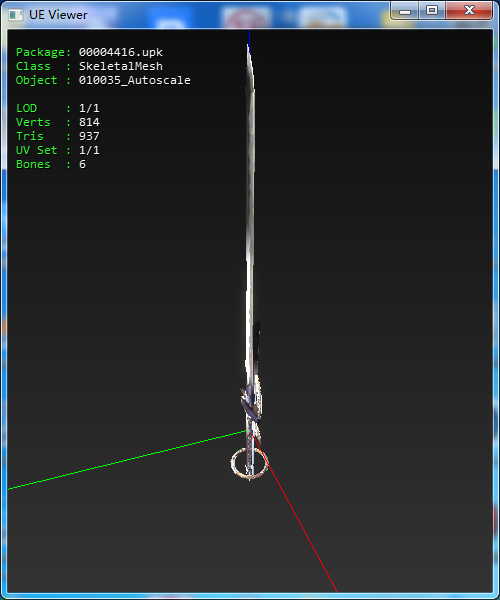 UE Viewer
Package: 00004416.upk
Class : SkeletalMesh
Object : 010035_Autoscale
LOD : 1/1
Verts : 814
Tris : 937
UV Set : 1/1
Bones : 6